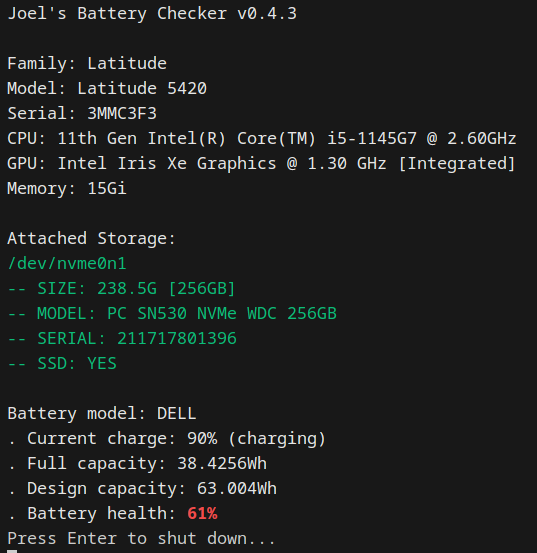 Joel's Battery Checker v0.4.3
Family: Latitude
Model: Latitude 5420
Serial: 3MMC3F3
CPU: 11th Gen Intel(R) Core(TM) i5-1145G7 @ 2.60GHz
GPU: Intel Iris Xe Graphics @ 1.30 GHz [Integrated]
Memory: 15Gi
Attached Storage:
/dev/nvme0n1
-- SIZE: 238.5G [256GB]
-- MODEL: PC SN530 NVMe WDC 256GB
-- SERIAL: 211717801396
-- SSD: YES
Battery model: DELL
. Current charge: 90% (charging)
. Full capacity: 38.4256Wh
. Design capacity: 63.004Wh
. Battery health: 61%
Press Enter to shut down...